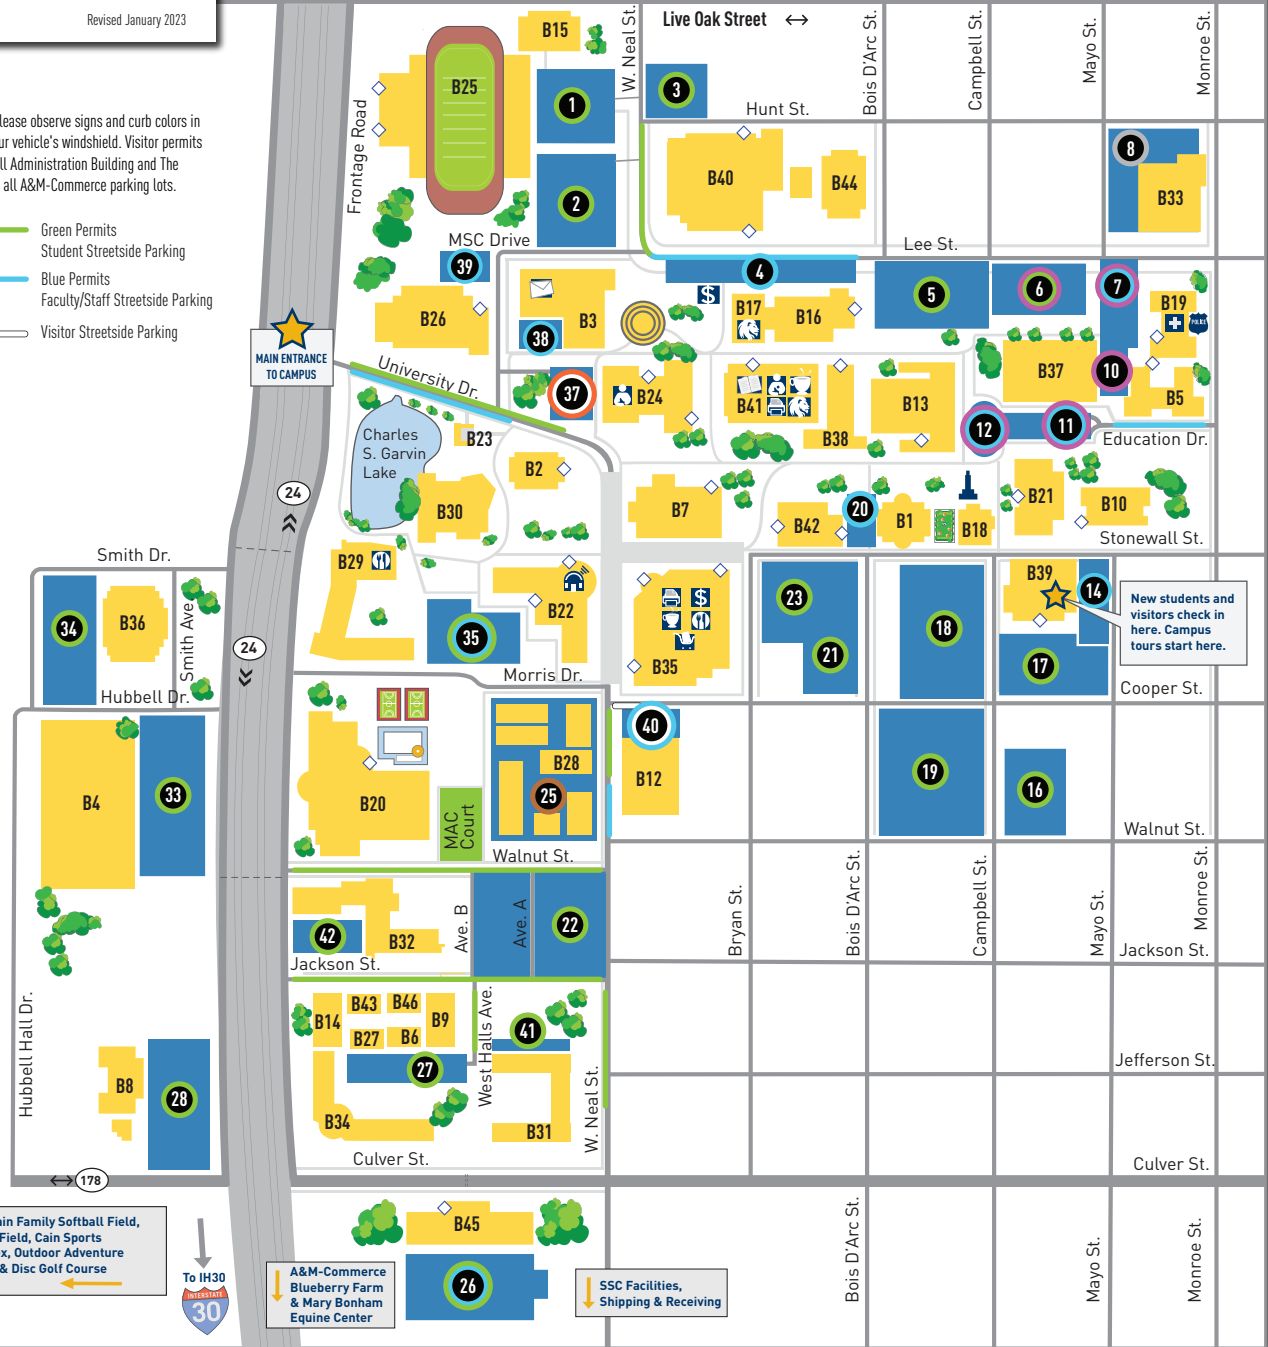 Revised January 2023
lease observe signs and curb colors in
ur vehicle's windshield. Visitor permits
ll Administration Building and The
all A&M-Commerce parking lots.
Green Permits
Student Streetside Parking
Blue Permits
Faculty/Staff Streetside Parking
Visitor Streetside Parking
MAIN ENTRANCE
TO CAMPUS
Live Oak Street
W. Neal St.
Bois D'Arc St.
Campbell St.
Mayo St.
Monroe St.
Hunt St.
Frontage Road
B15
B25
1
2
3
B40
B44
8
B33
MSC Drive
Lee St.
39
4
5
6
7
B19
POLICE
B26
B3
38
$
B17
B16
B37
10
B5
University Dr.
37
B24
B41
B38
B13
12
11
Education Dr.
Charles
S. Garvin
Lake
B23
B2
B30
B7
B42
20
B1
B18
B21
B10
Stonewall St.
24
Smith Dr.
B29
B22
35
Morris Dr.
$
B35
23
21
18
B39
14
17
New students and
visitors check in
here. Campus
tours start here.
Cooper St.
34
B36
Smith Ave.
Hubbell Dr.
24
B4
33
B20
MAC
Court
B28
25
40
B12
19
16
Walnut St.
Walnut St.
Bryan St.
Bois D'Arc St.
Campbell St.
Mayo St.
Monroe St.
42
B32
Ave. B
Ave. A
22
Jackson St.
Jackson St.
B14
B43
B46
B27
B6
B9
27
West Halls Ave.
41
W. Neal St.
Jefferson St.
Hubbell Hall Dr.
B8
28
B34
B31
Culver St.
Culver St.
178
ain Family Softball Field,
Field, Cain Sports
x, Outdoor Adventure
& Disc Golf Course
To IH30
INTERSTATE
30
A&M-Commerce
Blueberry Farm
& Mary Bonham
Equine Center
B45
26
SSC Facilities,
Shipping & Receiving
Bois D'Arc St.
Mayo St.
Monroe St.